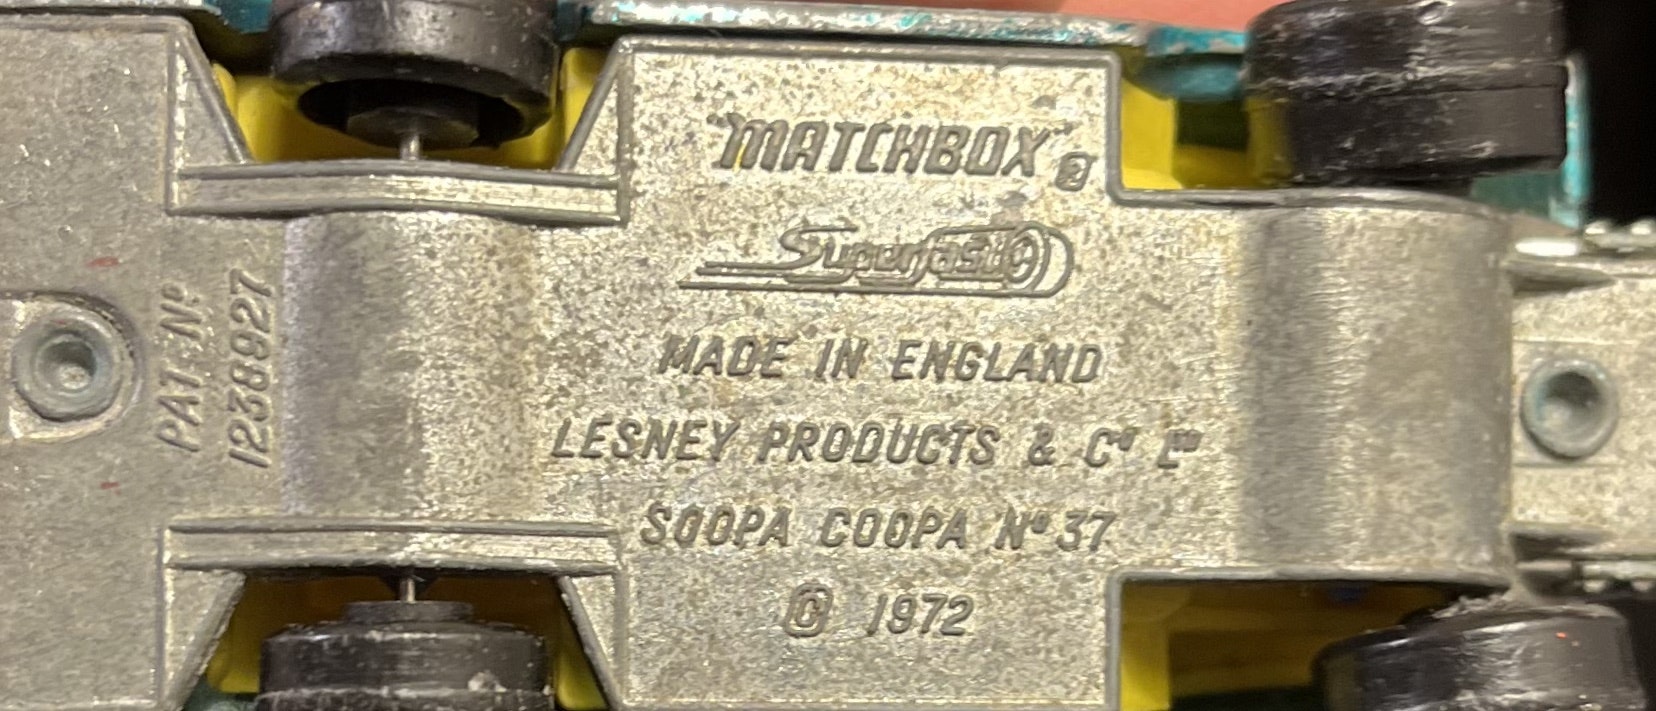 PAT. Nº
1238927
"MATCHBOX" ®
Superfast
MADE IN ENGLAND
LESNEY PRODUCTS & Cº Lᵀᴰ
SOOPA COOPA Nº 37
© 1972